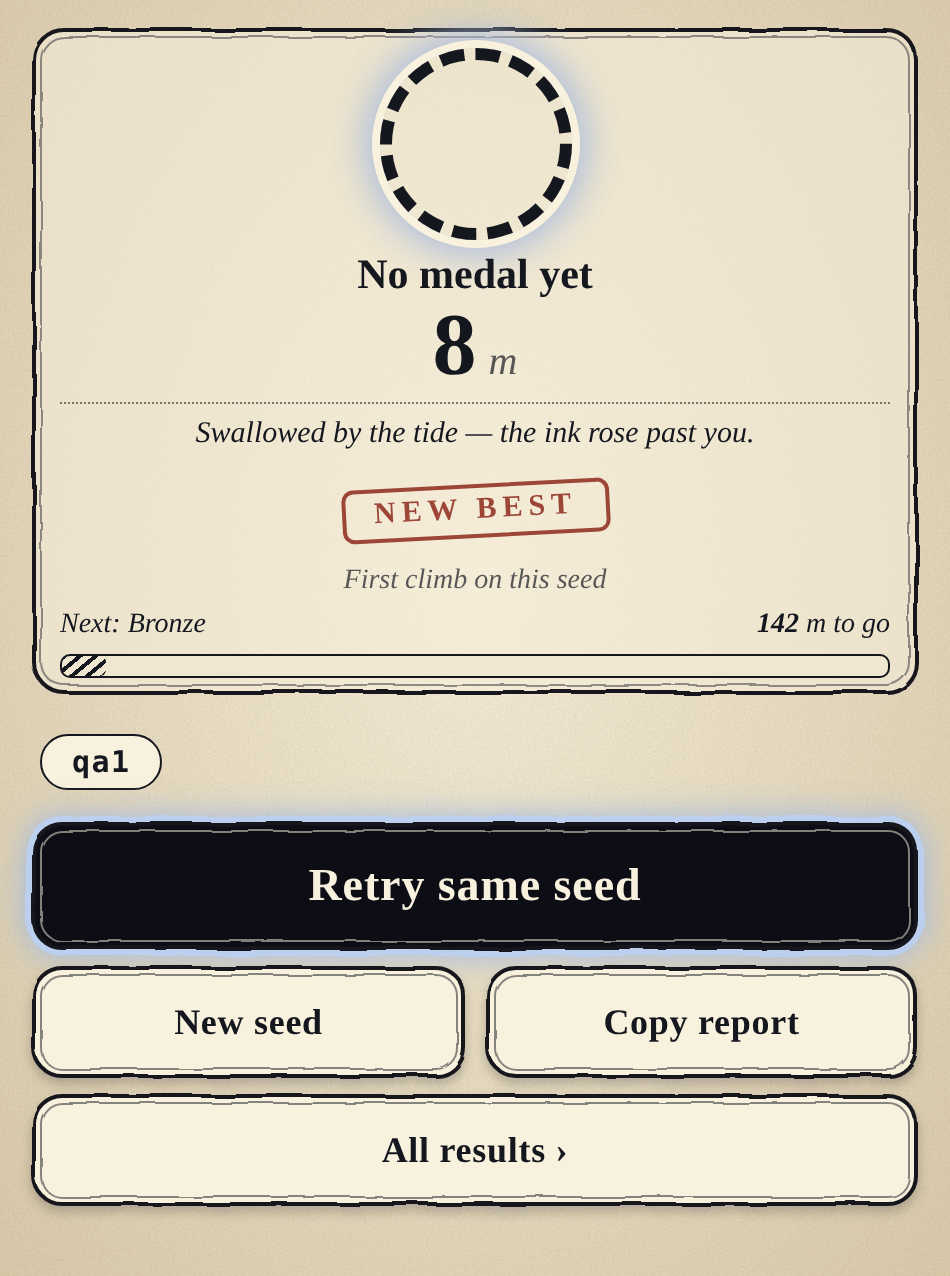 No medal yet
8 m
Swallowed by the tide — the ink rose past you.
NEW BEST
First climb on this seed
Next: Bronze 142 m to go
qa1
Retry same seed
New seed Copy report
All results ›